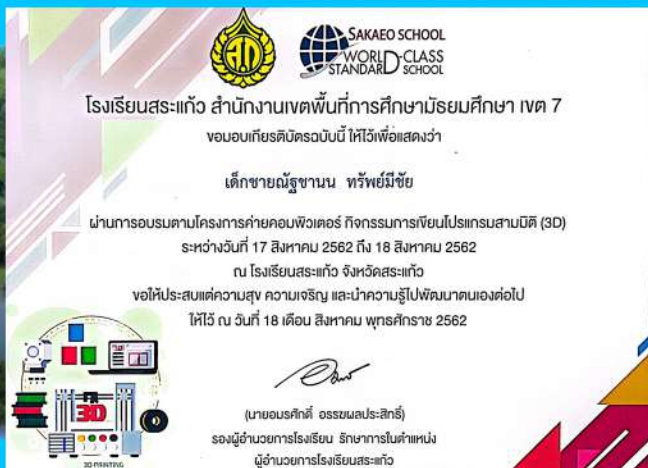 ส.ก
SAKAEO SCHOOL
WORLD-CLASS
STANDARD SCHOOL
โรงเรียนสระแก้ว สำนักงานเขตพื้นที่การศึกษามัธยมศึกษา เขต 7
ขอมอบเกียรติบัตรฉบับนี้ ให้ไว้เพื่อแสดงว่า
เด็กชายณัฐชานน ทรัพย์มีชัย
ผ่านการอบรมตามโครงการค่ายคอมพิวเตอร์ กิจกรรมการเขียนโปรแกรมสามมิติ (3D)
ระหว่างวันที่ 17 สิงหาคม 2562 ถึง 18 สิงหาคม 2562
ณ โรงเรียนสระแก้ว จังหวัดสระแก้ว
ขอให้ประสบแต่ความสุข ความเจริญ และนำความรู้ไปพัฒนาตนเองต่อไป
ให้ไว้ ณ วันที่ 18 เดือน สิงหาคม พุทธศักราช 2562
3D
3D PRINTING
(นายอมรศักดิ์ อรรฆผลประสิทธิ์)
รองผู้อำนวยการโรงเรียน รักษาการในตำแหน่ง
ผู้อำนวยการโรงเรียนสระแก้ว